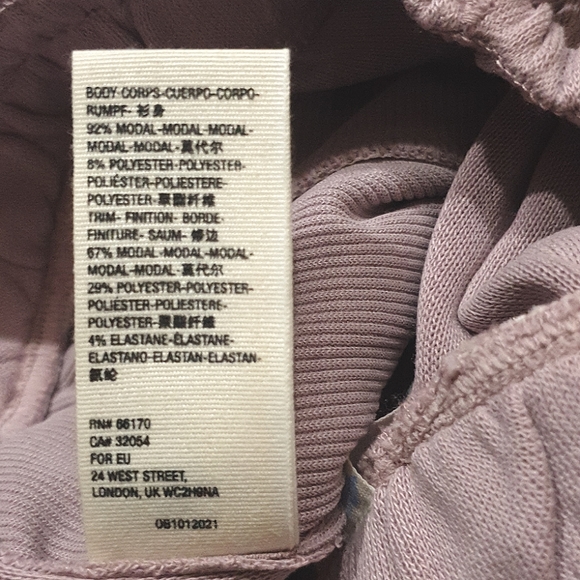 BODY CORPS-CUERPO-CORPO-
RUMPF- 衫身
92% MODAL-MODAL-MODAL-
MODAL-MODAL-莫代尔
8% POLYESTER-POLYESTER-
POLIÉSTER-POLIESTERE-
POLYESTER-聚酯纤维
TRIM- FINITION- BORDE-
FINITURE- SAUM- 修边
67% MODAL-MODAL-MODAL-
MODAL-MODAL-莫代尔
29% POLYESTER-POLYESTER-
POLIÉSTER-POLIESTERE-
POLYESTER-聚酯纤维
4% ELASTANE-ÉLASTANE-
ELASTANO-ELASTAN-ELASTAN-
氨纶
RN# 66170
CA# 32054
FOR EU
24 WEST STREET,
LONDON, UK WC2H9NA
081012021